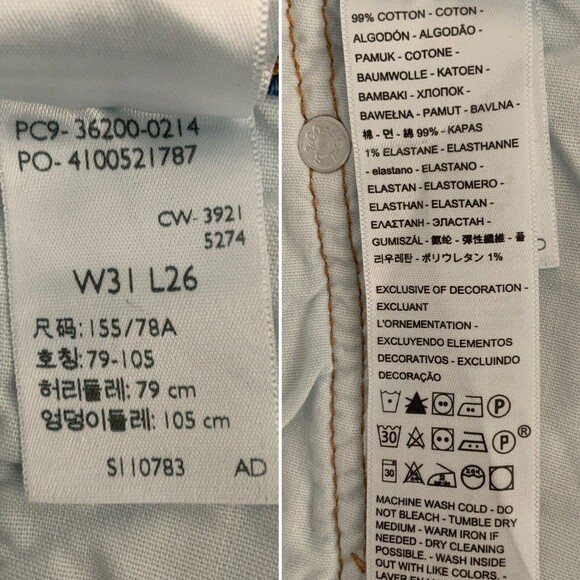 PC9- 36200-0214
PO- 4100521787
CW- 3921
5274
W31 L26
尺码:155/78A
호칭:79-105
허리둘레: 79 cm
엉덩이둘레: 105 cm
S110783 AD
99% COTTON - COTON -
ALGODÓN - ALGODÃO -
PAMUK - COTONE -
BAUMWOLLE - KATOEN -
BAMBAKI - ХЛОПОК -
BAWEŁNA - PAMUT - BAVLNA -
棉 - 면 - 綿 99% - KAPAS
1% ELASTANE - ELASTHANNE
- elastano - ELASTANO -
ELASTAN - ELASTOMERO -
ELASTHAN - ELASTAAN -
ΕΛΑΣΤΑΝΗ - ЭЛАСТАН -
GUMISZÁL - 氨纶 - 彈性纖維 - 폴
리우레탄 - ポリウレタン 1%
D
EXCLUSIVE OF DECORATION -
EXCLUANT
L'ORNEMENTATION -
EXCLUYENDO ELEMENTOS
DECORATIVOS - EXCLUINDO
DECORAÇÃO
P
30 P®
30
MACHINE WASH COLD - DO
NOT BLEACH - TUMBLE DRY
MEDIUM - WARM IRON IF
NEEDED - DRY CLEANING
POSSIBLE. - WASH INSIDE
OUT WITH LIKE COLORS. -